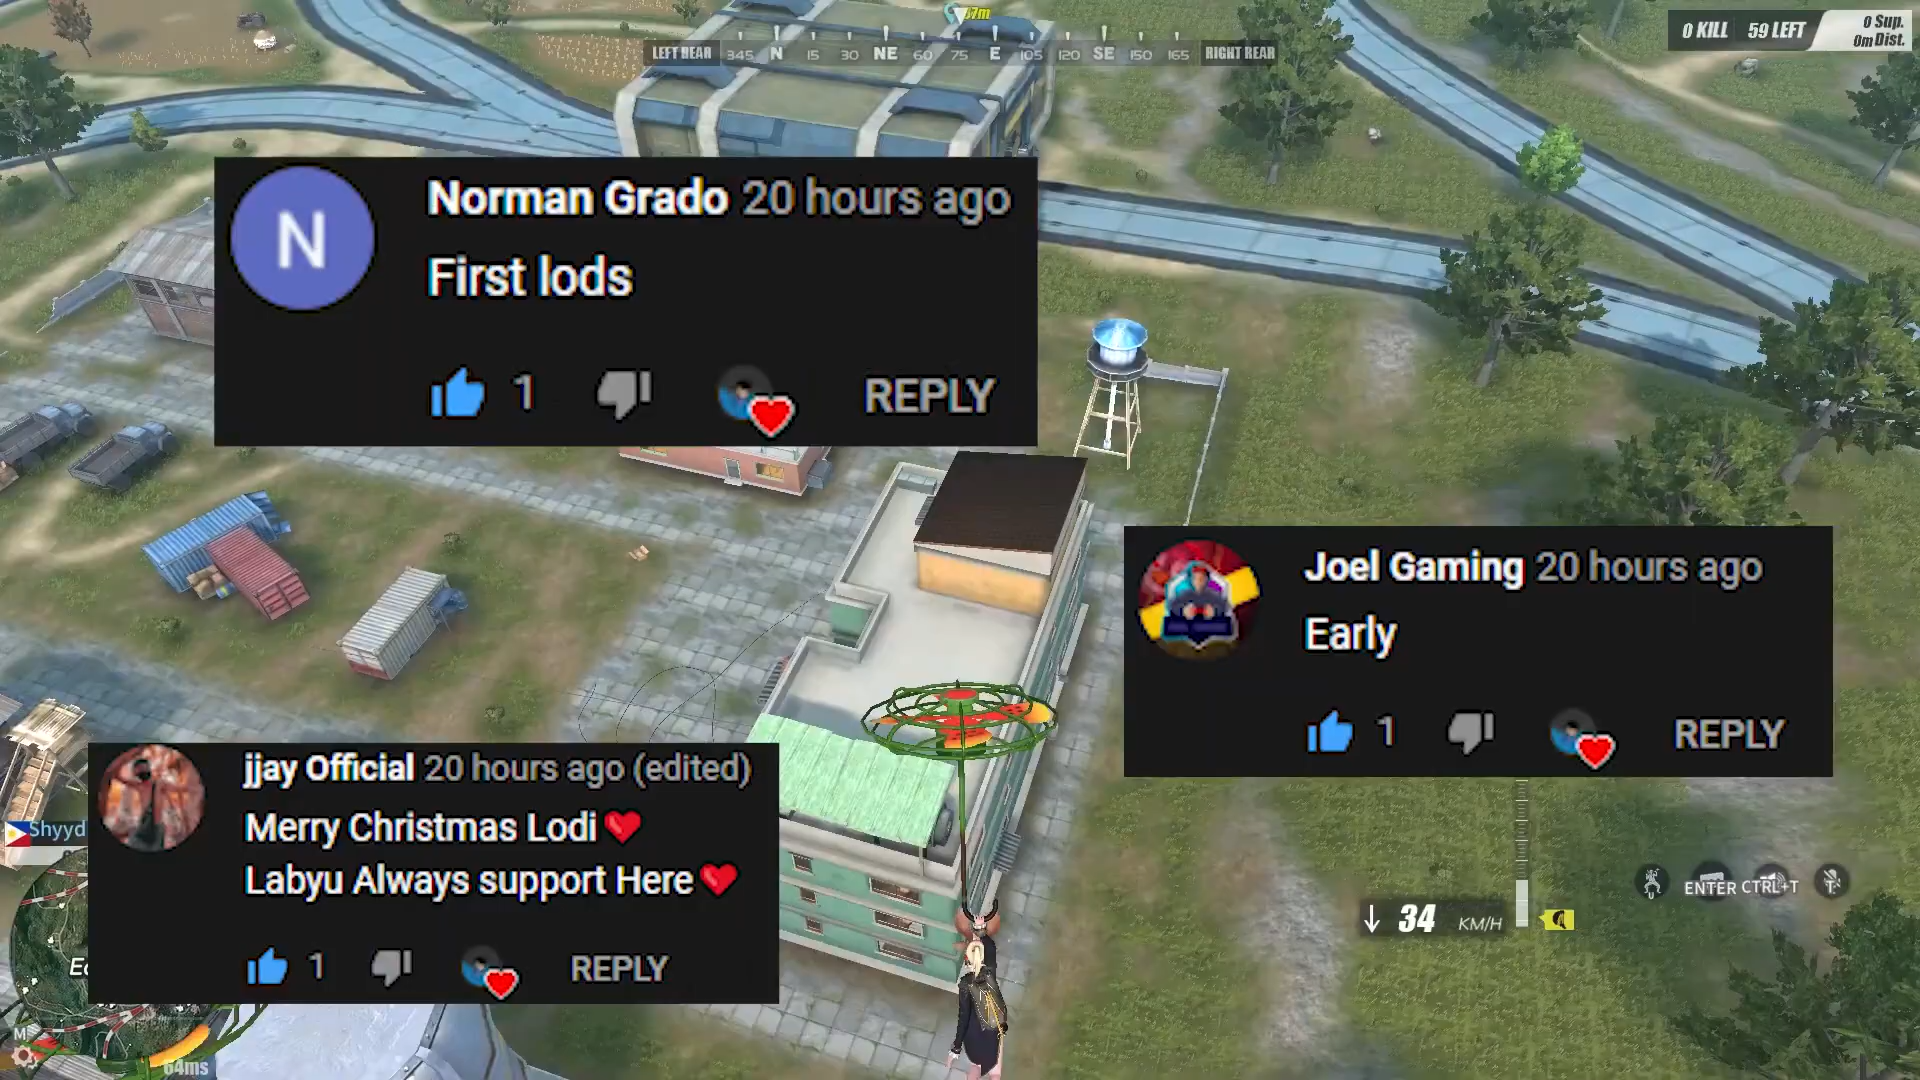 37m
LEFT REAR 345 N 15 30 NE 60 75 E 105 120 SE 150 165 RIGHT REAR
0 KILL 59 LEFT 0 Sup.
0m Dist.
N
Norman Grado 20 hours ago
First lods
1 REPLY
Joel Gaming 20 hours ago
Early
1 REPLY
jjay Official 20 hours ago (edited)
Merry Christmas Lodi
Labyu Always support Here
1 REPLY
Shyyd
ENTER CTRL+T T
34 KM/H
M
64ms